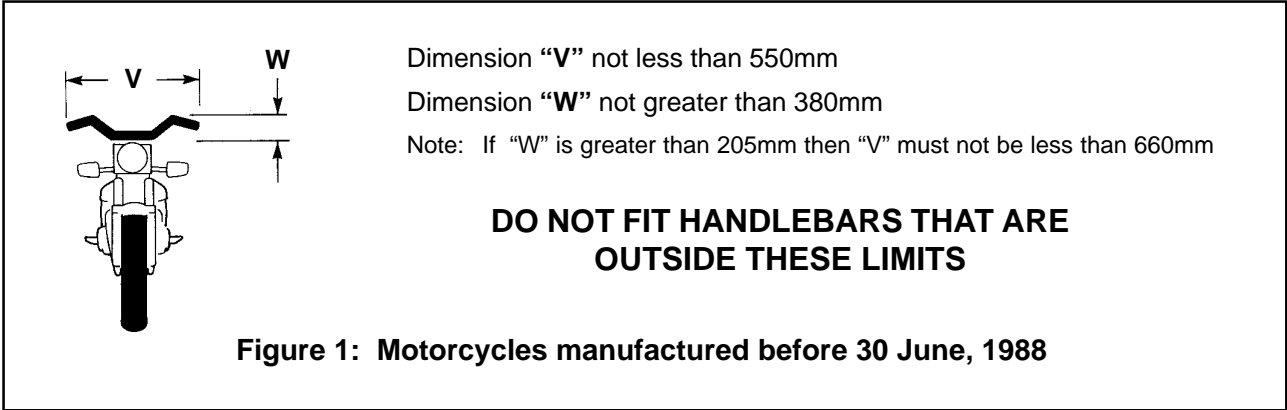 W
V
Dimension “V” not less than 550mm
Dimension “W” not greater than 380mm
Note: If “W” is greater than 205mm then “V” must not be less than 660mm
DO NOT FIT HANDLEBARS THAT ARE
OUTSIDE THESE LIMITS
Figure 1: Motorcycles manufactured before 30 June, 1988